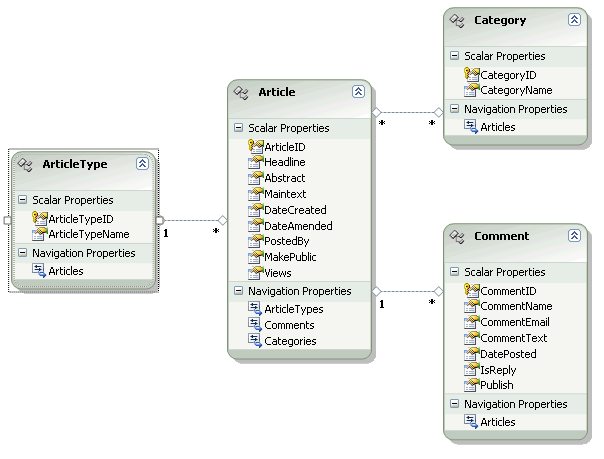 ArticleType
Scalar Properties
ArticleTypeID
ArticleTypeName
Navigation Properties
Articles
1
*
Article
Scalar Properties
ArticleID
Headline
Abstract
Maintext
DateCreated
DateAmended
PostedBy
MakePublic
Views
Navigation Properties
ArticleTypes
Comments
Categories
*
*
1
*
Category
Scalar Properties
CategoryID
CategoryName
Navigation Properties
Articles
Comment
Scalar Properties
CommentID
CommentName
CommentEmail
CommentText
DatePosted
IsReply
Publish
Navigation Properties
Articles